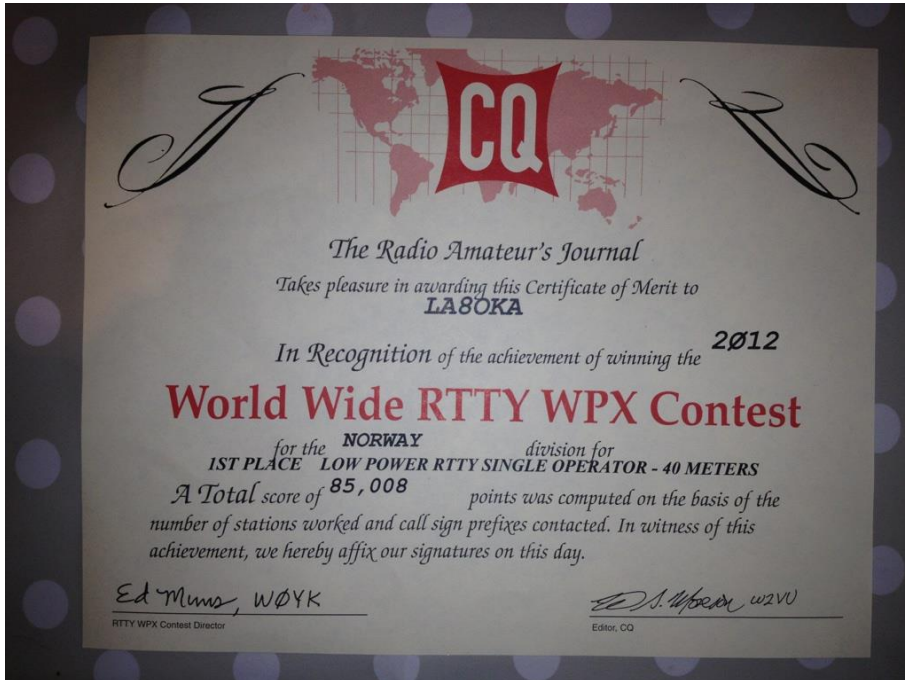 CQ
The Radio Amateur's Journal
Takes pleasure in awarding this Certificate of Merit to
LA8OKA
In Recognition of the achievement of winning the 2Ø12
World Wide RTTY WPX Contest
for the NORWAY division for
1ST PLACE LOW POWER RTTY SINGLE OPERATOR - 40 METERS
A Total score of 85,008 points was computed on the basis of the
number of stations worked and call sign prefixes contacted. In witness of this
achievement, we hereby affix our signatures on this day.
Ed Muns, WØYK
W2VU
RTTY WPX Contest Director
Editor, CQ